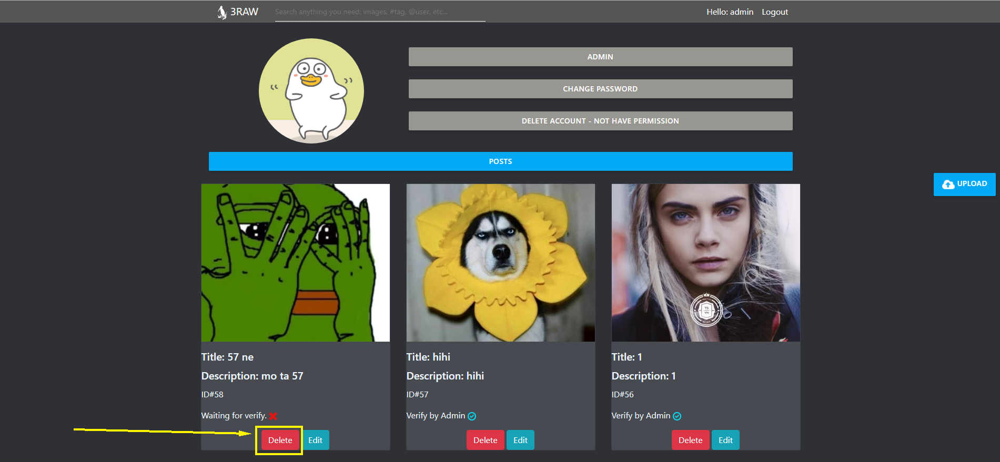 3RAW
Search anything you need: images, #tag, @user, etc...
Hello: admin
Logout
ADMIN
CHANGE PASSWORD
DELETE ACCOUNT - NOT HAVE PERMISSION
POSTS
UPLOAD
TS
VN
Title: 57 ne
Description: mo ta 57
ID#58
Waiting for verify.
Delete
Edit
Title: hihi
Description: hihi
ID#57
Verify by Admin
Delete
Edit
Title: 1
Description: 1
ID#56
Verify by Admin
Delete
Edit